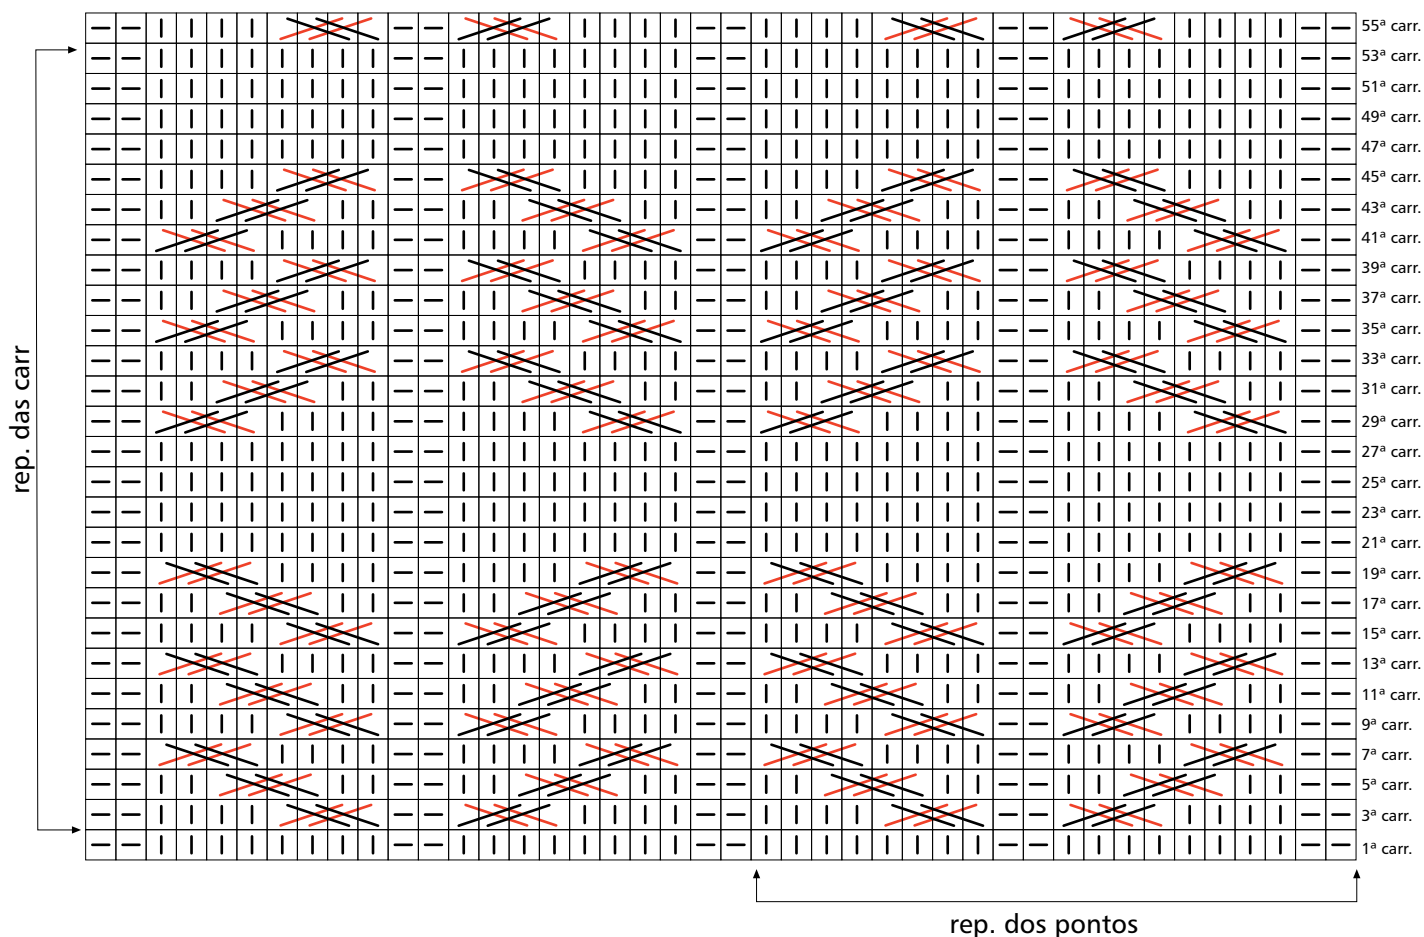 55ª carr.
53ª carr.
51ª carr.
49ª carr.
47ª carr.
45ª carr.
43ª carr.
41ª carr.
39ª carr.
37ª carr.
35ª carr.
33ª carr.
31ª carr.
29ª carr.
27ª carr.
25ª carr.
23ª carr.
21ª carr.
19ª carr.
17ª carr.
15ª carr.
13ª carr.
11ª carr.
9ª carr.
7ª carr.
5ª carr.
3ª carr.
1ª carr.
rep. das carr
rep. dos pontos